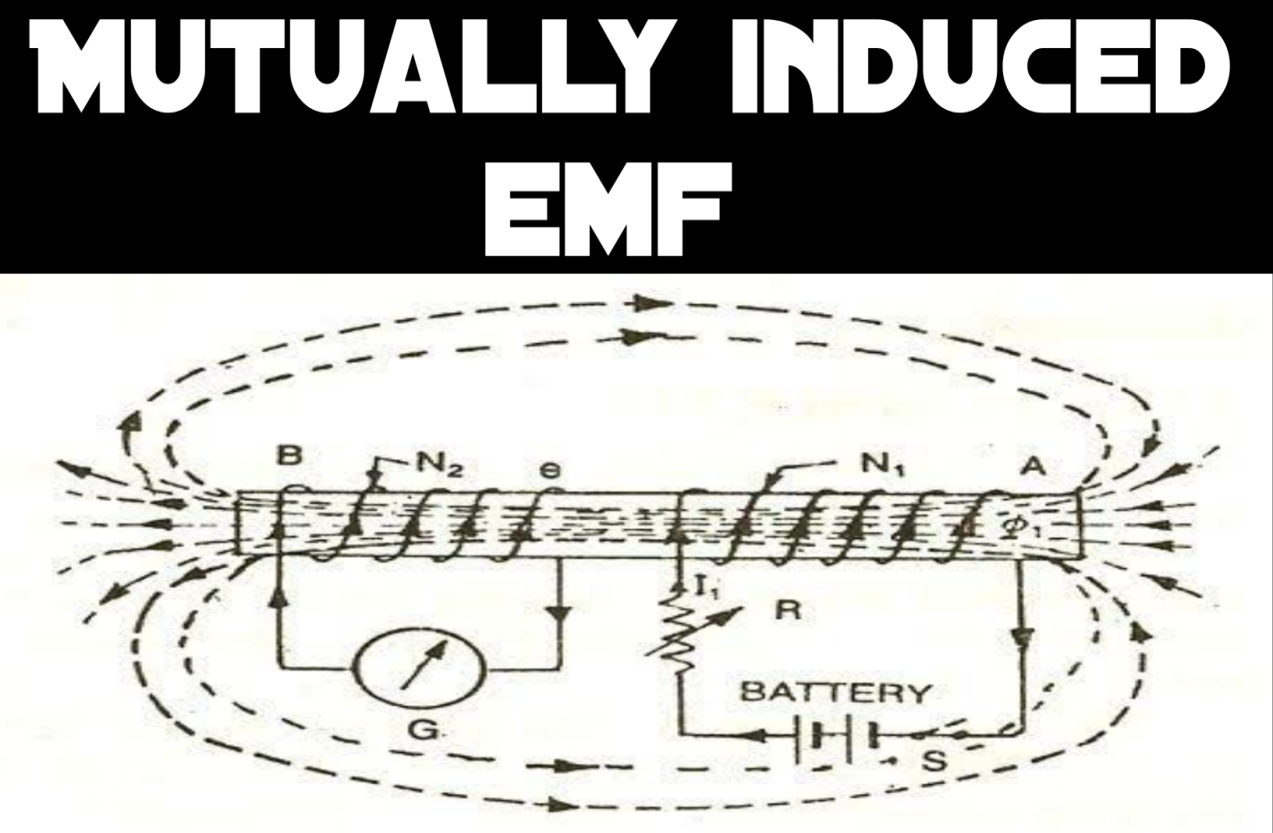 MUTUALLY INDUCED
EMF
B N₂ e N₁ A
ϕ₁
I₁
R
BATTERY
G
S